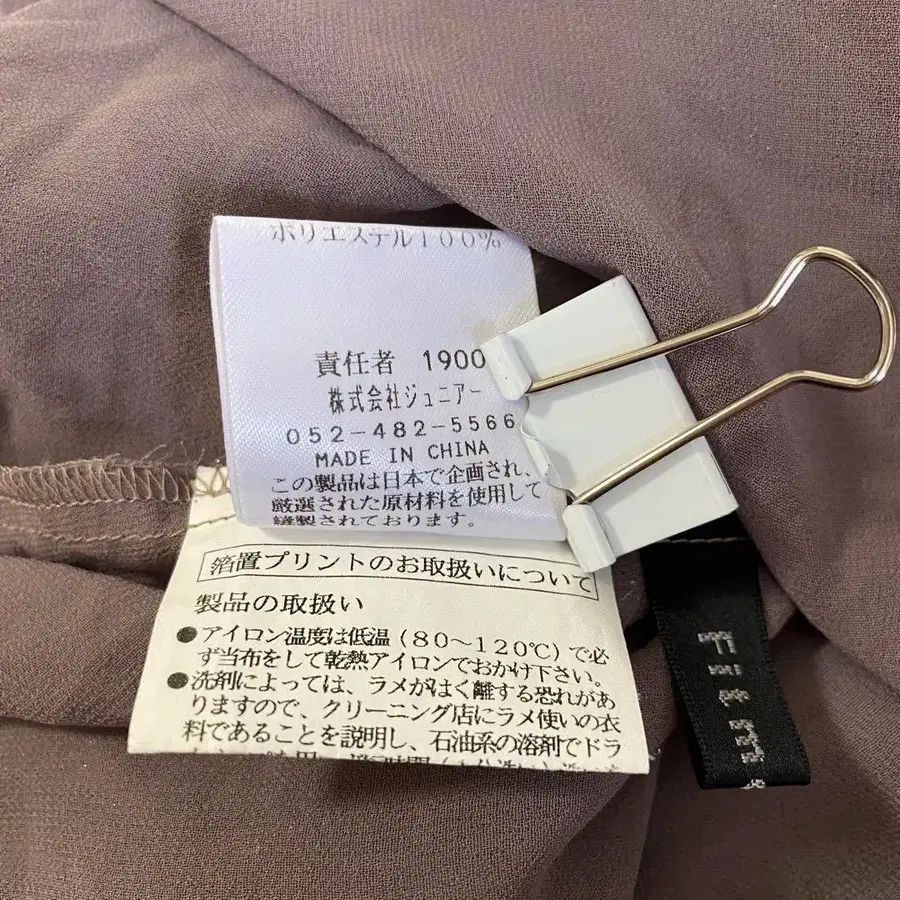 ポリエステル100%
責任者 1900
株式会社ジュニアー
052-482-5566
MADE IN CHINA
この製品は日本で企画され、
厳選された原材料を使用して
縫製されております。
箔置プリントのお取扱いについて
製品の取扱い
●アイロン温度は低温(80〜120℃)で必
ず当布をして乾熱アイロンでおかけ下さい。
●洗剤によっては、ラメがはく離する恐れがあ
りますので、クリーニング店にラメ使いの衣
料であることを説明し、石油系の溶剤でドラ